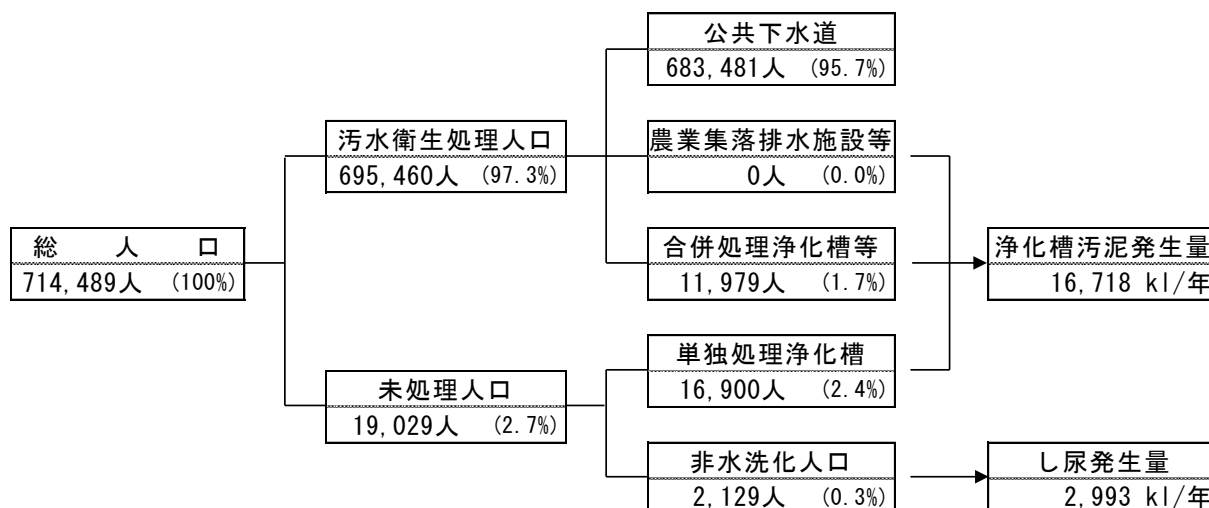 公共下水道
683,481人 (95.7%)
汚水衛生処理人口
695,460人 (97.3%)
農業集落排水施設等
0人 (0.0%)
総人口
714,489人 (100%)
合併処理浄化槽等
11,979人 (1.7%)
浄化槽汚泥発生量
16,718 kl/年
単独処理浄化槽
16,900人 (2.4%)
未処理人口
19,029人 (2.7%)
非水洗化人口
2,129人 (0.3%)
し尿発生量
2,993 kl/年